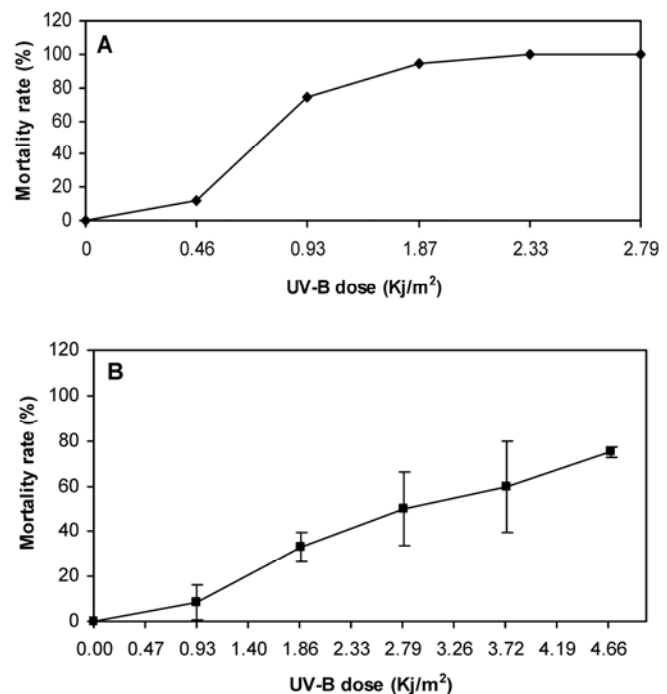 A
120
100
80
60
40
20
0
Mortality rate (%)
0 0.46 0.93 1.87 2.33 2.79
UV-B dose (Kj/m²)
B
120
100
80
60
40
20
0
Mortality rate (%)
0.00 0.47 0.93 1.40 1.86 2.33 2.79 3.26 3.72 4.19 4.66
UV-B dose (Kj/m²)